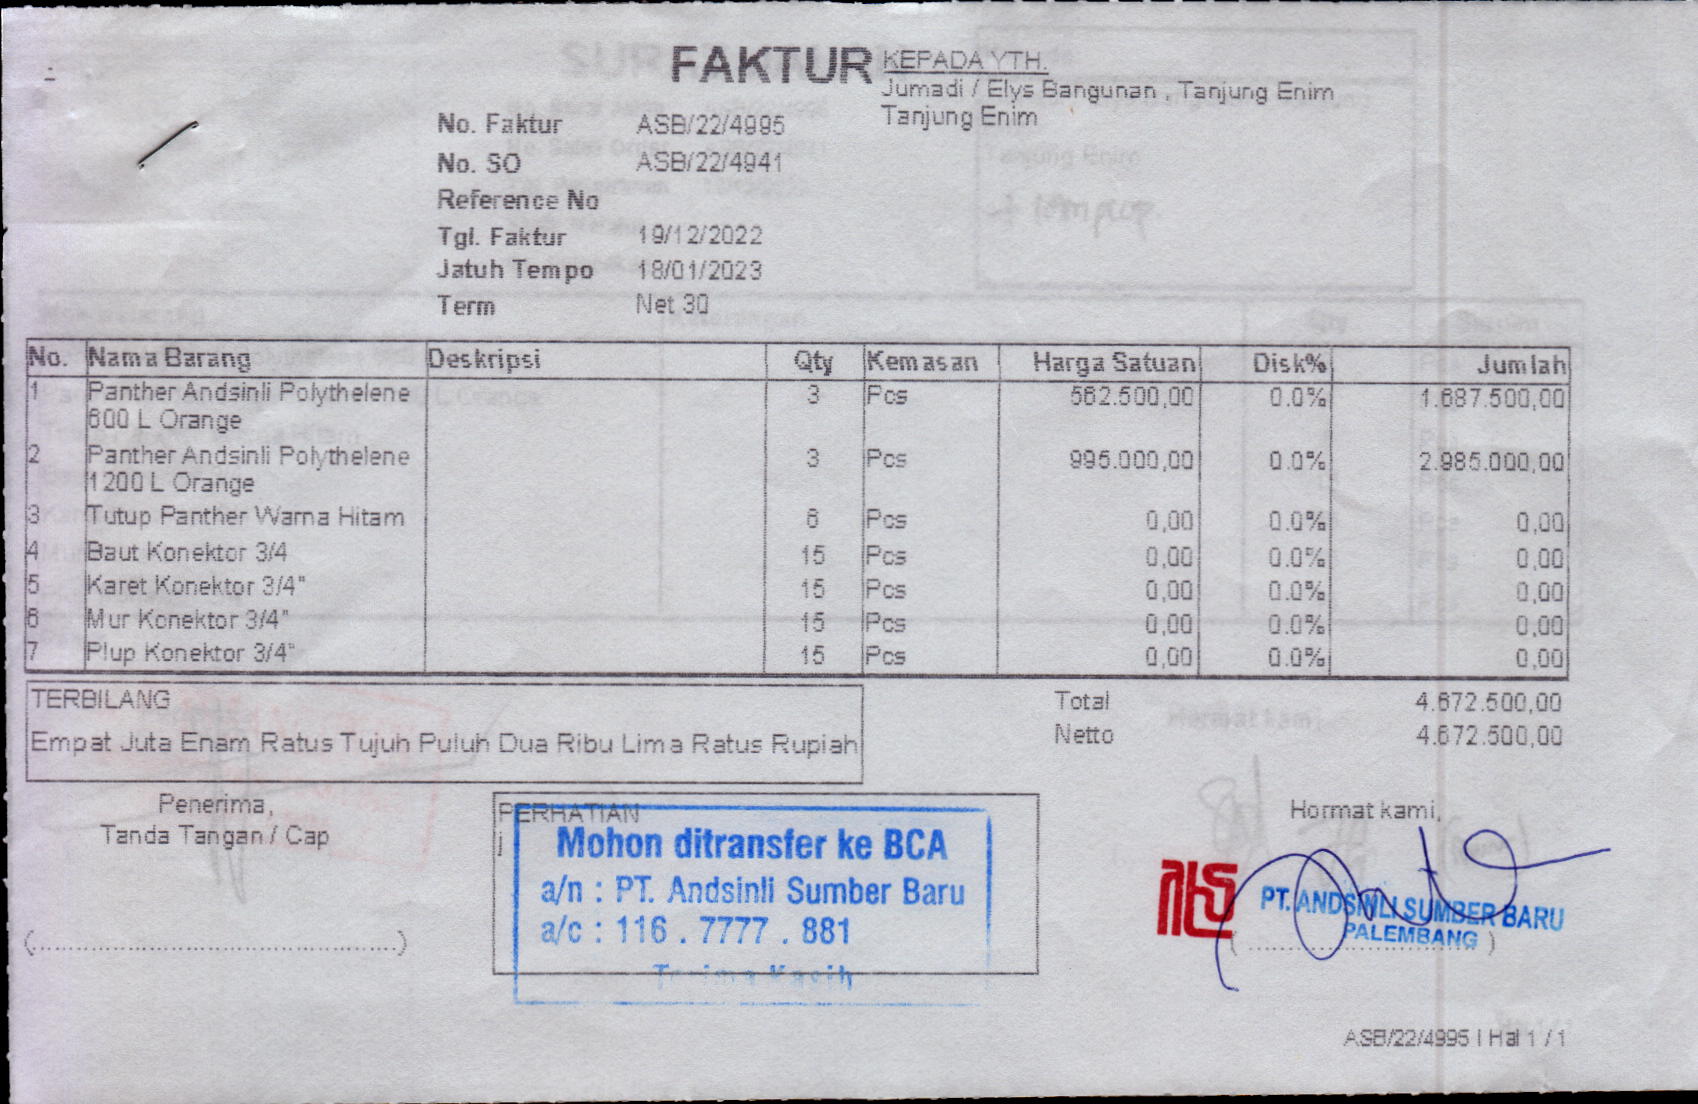 FAKTUR
KEPADA YTH.
Jumadi / Elys Bangunan , Tanjung Enim
Tanjung Enim
No. Faktur ASB/22/4995
No. SO ASB/22/4941
Reference No
Tgl. Faktur 19/12/2022
Jatuh Tempo 18/01/2023
Term Net 30
No. Nama Barang Deskripsi Qty Kemasan Harga Satuan Disk% Jumlah
1 Panther Andsinli Polythelene 3 Pcs 562.500,00 0.0% 1.687.500,00
600 L Orange
2 Panther Andsinli Polythelene 3 Pcs 995.000,00 0.0% 2.985.000,00
1200 L Orange
3 Tutup Panther Warna Hitam 6 Pcs 0,00 0.0% 0,00
4 Baut Konektor 3/4 15 Pcs 0,00 0.0% 0,00
5 Karet Konektor 3/4" 15 Pcs 0,00 0.0% 0,00
6 Mur Konektor 3/4" 15 Pcs 0,00 0.0% 0,00
7 Plup Konektor 3/4" 15 Pcs 0,00 0.0% 0,00
TERBILANG
Empat Juta Enam Ratus Tujuh Puluh Dua Ribu Lima Ratus Rupiah
Total 4.672.500,00
Netto 4.672.500,00
Penerima,
Tanda Tangan / Cap
PERHATIAN
Mohon ditransfer ke BCA
a/n : PT. Andsinli Sumber Baru
a/c : 116 . 7777 . 881
Terima Kasih
Hormat kami,
PT. ANDSINLI SUMBER BARU
PALEMBANG
ASB/22/4995 | Hal 1 / 1